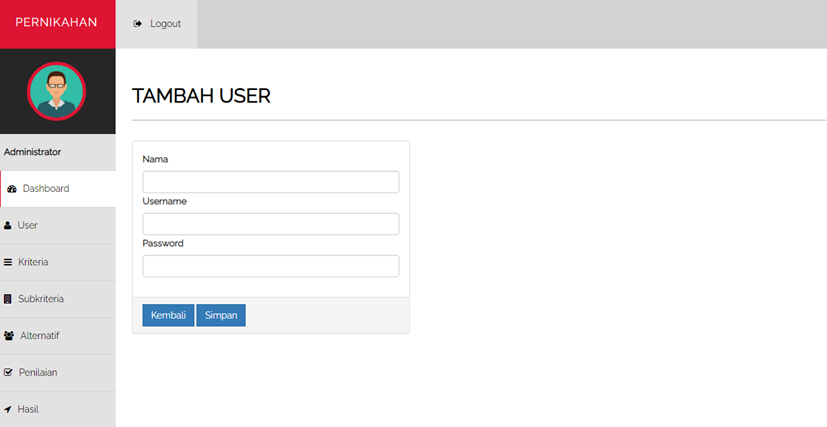 PERNIKAHAN
Logout
Administrator
Dashboard
User
Kriteria
Subkriteria
Alternatif
Penilaian
Hasil
TAMBAH USER
Nama
Username
Password
Kembali Simpan